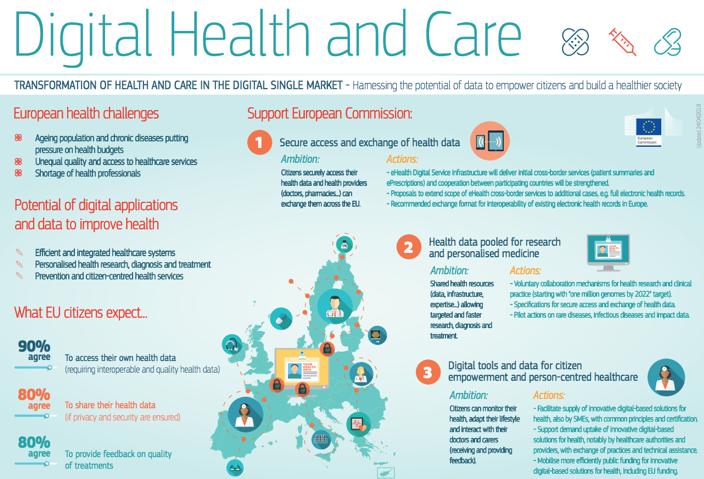 Digital Health and Care
TRANSFORMATION OF HEALTH AND CARE IN THE DIGITAL SINGLE MARKET - Harnessing the potential of data to empower citizens and build a healthier society
European health challenges
Ageing population and chronic diseases putting
pressure on health budgets
Unequal quality and access to healthcare services
Shortage of health professionals
Potential of digital applications
and data to improve health
Efficient and integrated healthcare systems
Personalised health research, diagnosis and treatment
Prevention and citizen-centred health services
What EU citizens expect...
90%
agree
To access their own health data
(requiring interoperable and quality health data)
80%
agree
To share their health data
(if privacy and security are ensured)
80%
agree
To provide feedback on quality
of treatments
Support European Commission:
European
Commission
1
Secure access and exchange of health data
Ambition:
Citizens securely access their
health data and health providers
(doctors, pharmacies...) can
exchange them across the EU.
Actions:
- eHealth Digital Service Infrastructure will deliver initial cross-border services (patient summaries and
ePrescriptions) and cooperation between participating countries will be strengthened.
- Proposals to extend scope of eHealth cross-border services to additional cases, e.g. full electronic health records.
- Recommended exchange format for interoperability of existing electronic health records in Europe.
2
Health data pooled for research
and personalised medicine
Ambition:
Shared health resources
(data, infrastructure,
expertise...) allowing
targeted and faster
research, diagnosis and
treatment.
Actions:
- Voluntary collaboration mechanisms for health research and clinical
practice (starting with "one million genomes by 2022" target).
- Specifications for secure access and exchange of health data.
- Pilot actions on rare diseases, infectious diseases and impact data.
3
Digital tools and data for citizen
empowerment and person-centred healthcare
Ambition:
Citizens can monitor their
health, adapt their lifestyle
and interact with their
doctors and carers
(receiving and providing
feedback).
Actions:
- Facilitate supply of innovative digital-based solutions for
health, also by SMEs, with common principles and certification.
- Support demand uptake of innovative digital-based
solutions for health, notably by healthcare authorities and
providers, with exchange of practices and technical assistance.
- Mobilise more efficiently public funding for innovative
digital-based solutions for health, including EU funding.